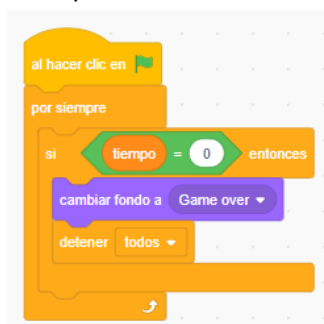 al hacer clic en
por siempre
si tiempo = 0 entonces
cambiar fondo a Game over
detener todos